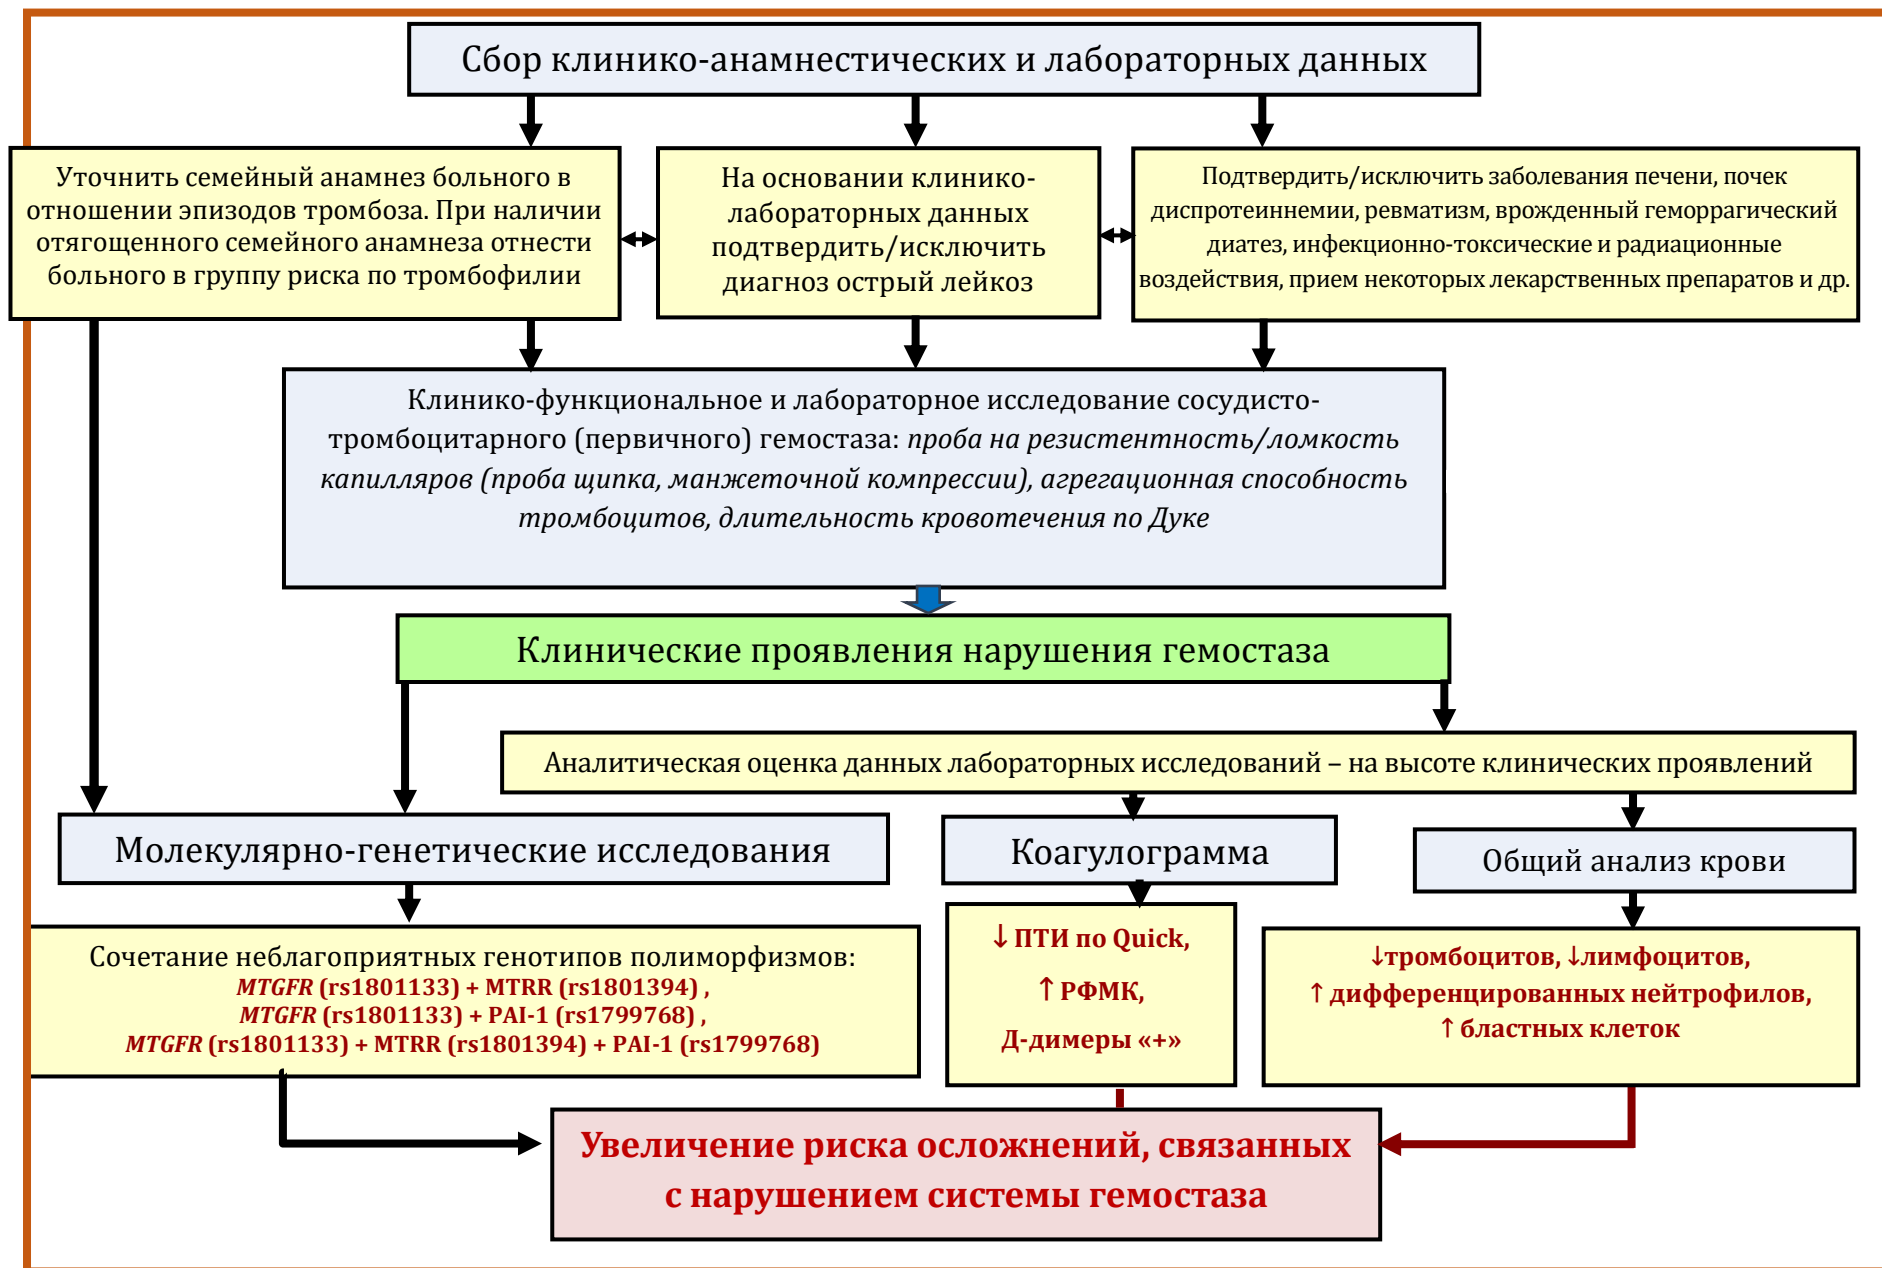 Сбор клинико-анамнестических и лабораторных данных
Уточнить семейный анамнез больного в
отношении эпизодов тромбоза. При наличии
отягощенного семейного анамнеза отнести
больного в группу риска по тромбофилии
На основании клинико-
лабораторных данных
подтвердить/исключить
диагноз острый лейкоз
Подтвердить/исключить заболевания печени, почек
диспротеиннемии, ревматизм, врожденный геморрагический
диатез, инфекционно-токсические и радиационные
воздействия, прием некоторых лекарственных препаратов и др.
Клинико-функциональное и лабораторное исследование сосудисто-
тромбоцитарного (первичного) гемостаза: проба на резистентность/ломкость
капилляров (проба щипка, манжеточной компрессии), агрегационная способность
тромбоцитов, длительность кровотечения по Дуке
Клинические проявления нарушения гемостаза
Аналитическая оценка данных лабораторных исследований – на высоте клинических проявлений
Молекулярно-генетические исследования
Коагулограмма
Общий анализ крови
Сочетание неблагоприятных генотипов полиморфизмов:
MTGFR (rs1801133) + MTRR (rs1801394) ,
MTGFR (rs1801133) + PAI-1 (rs1799768) ,
MTGFR (rs1801133) + MTRR (rs1801394) + PAI-1 (rs1799768)
↓ ПТИ по Quick,
↑ РФМК,
Д-димеры «+»
↓тромбоцитов, ↓лимфоцитов,
↑ дифференцированных нейтрофилов,
↑ бластных клеток
Увеличение риска осложнений, связанных
с нарушением системы гемостаза